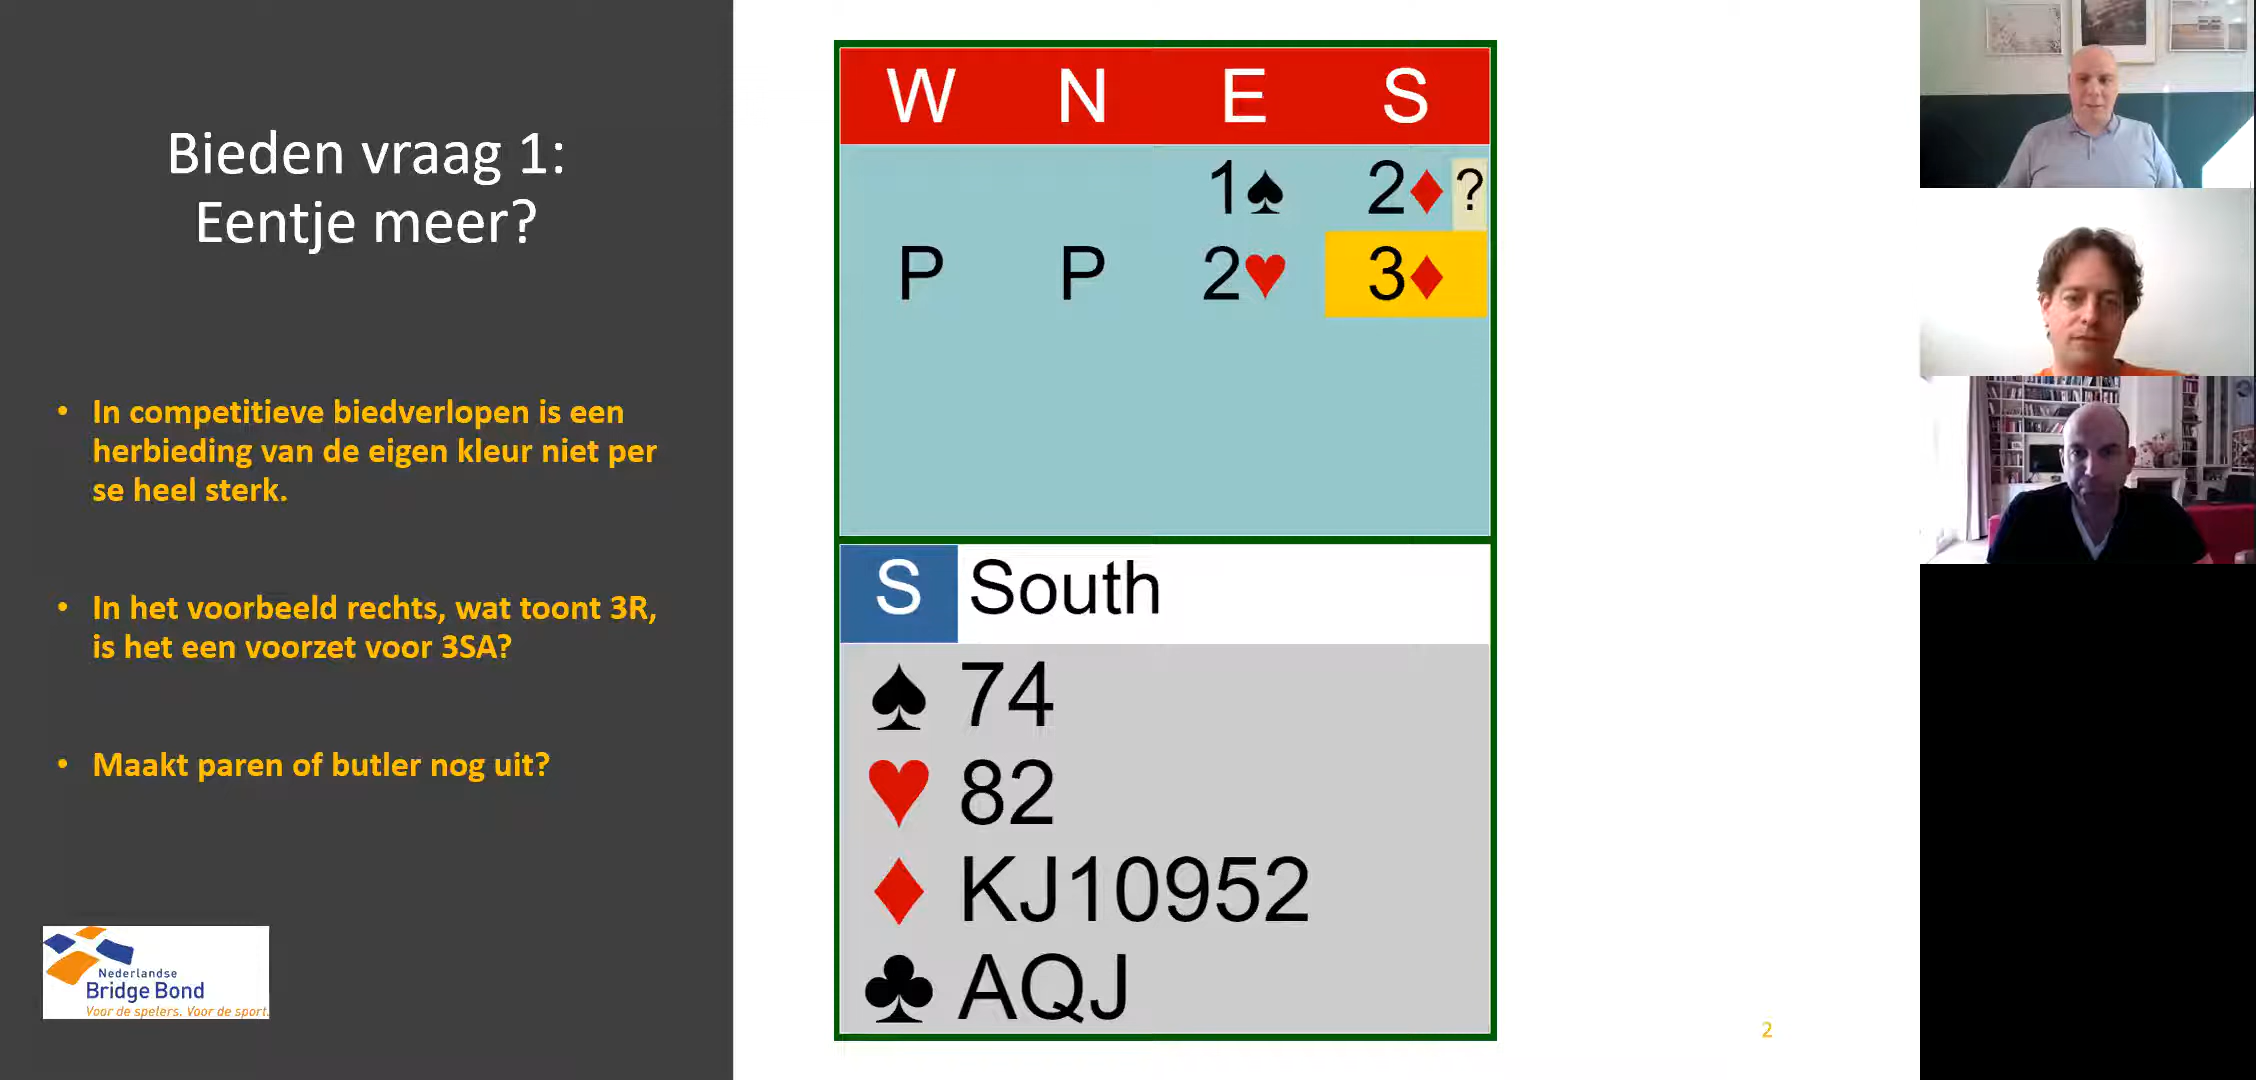 Bieden vraag 1:
Eentje meer?
• In competitieve biedverlopen is een
herbieding van de eigen kleur niet per
se heel sterk.
• In het voorbeeld rechts, wat toont 3R,
is het een voorzet voor 3SA?
• Maakt paren of butler nog uit?
Nederlandse
Bridge Bond
Voor de spelers. Voor de sport.
W N E S
1♠ 2♦ ?
P P 2♥ 3♦
S South
♠ 74
♥ 82
♦ KJ10952
♣ AQJ
2